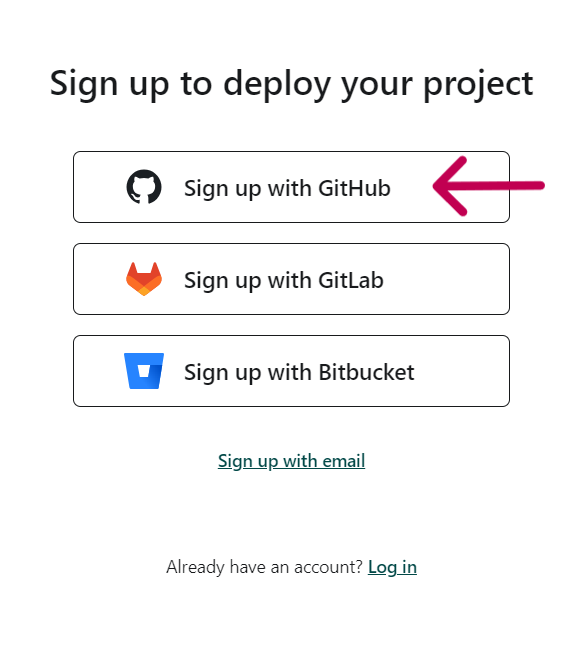 Sign up to deploy your project
Sign up with GitHub
Sign up with GitLab
Sign up with Bitbucket
Sign up with email
Already have an account? Log in